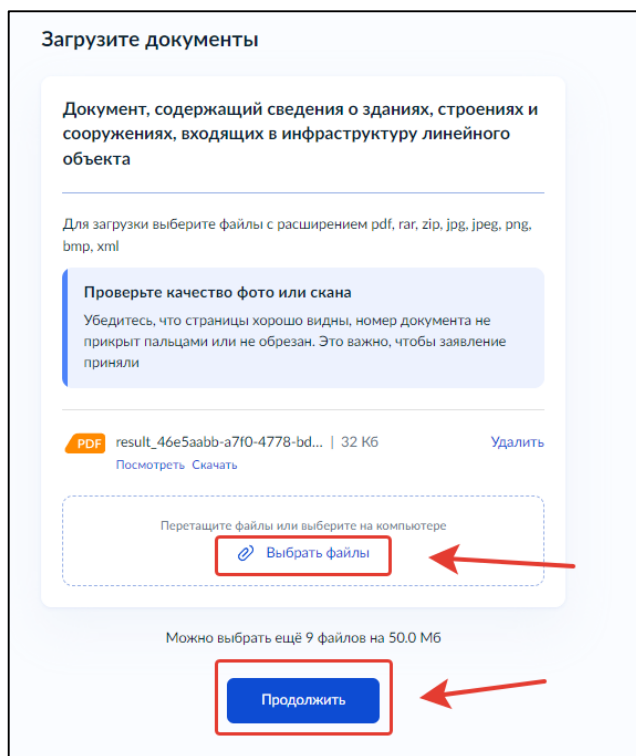 Загрузите документы
Документ, содержащий сведения о зданиях, строениях и
сооружениях, входящих в инфраструктуру линейного
объекта
Для загрузки выберите файлы с расширением pdf, rar, zip, jpg, jpeg, png,
bmp, xml
Проверьте качество фото или скана
Убедитесь, что страницы хорошо видны, номер документа не
прикрыт пальцами или не обрезан. Это важно, чтобы заявление
приняли
PDF result_46e5aabb-a7f0-4778-bd... | 32 Кб Удалить
Посмотреть Скачать
Перетащите файлы или выберите на компьютере
Выбрать файлы
Можно выбрать ещё 9 файлов на 50.0 Мб
Продолжить